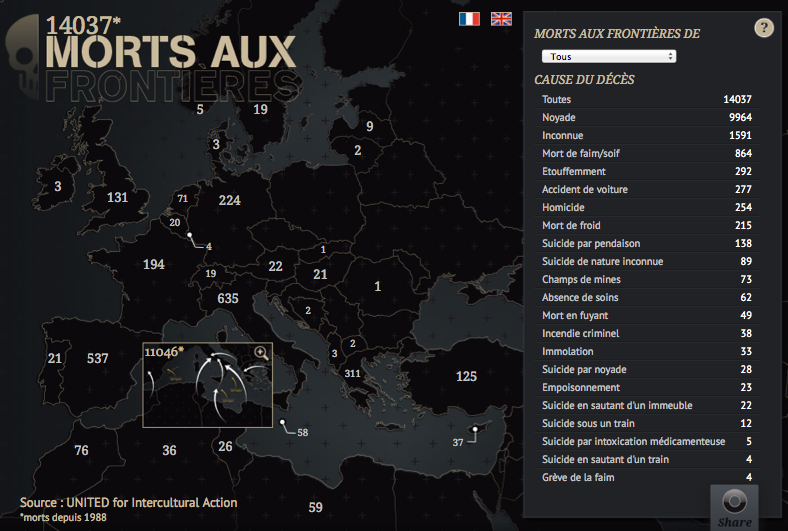 14037*
MORTS AUX
FRONTIERES
5
19
9
3
2
3
131
71
224
20
4
1
194
19
22
21
1
635
2
11046*
2
3
21
537
311
125
58
37
76
36
26
59
Source : UNITED for Intercultural Action
*morts depuis 1988
?
MORTS AUX FRONTIÈRES DE
Tous
CAUSE DU DÉCÈS
Toutes 14037
Noyade 9964
Inconnue 1591
Mort de faim/soif 864
Etouffement 292
Accident de voiture 277
Homicide 254
Mort de froid 215
Suicide par pendaison 138
Suicide de nature inconnue 89
Champs de mines 73
Absence de soins 62
Mort en fuyant 49
Incendie criminel 38
Immolation 33
Suicide par noyade 28
Empoisonnement 23
Suicide en sautant d'un immeuble 22
Suicide sous un train 12
Suicide par intoxication médicamenteuse 5
Suicide en sautant d'un train 4
Grève de la faim 4
Share